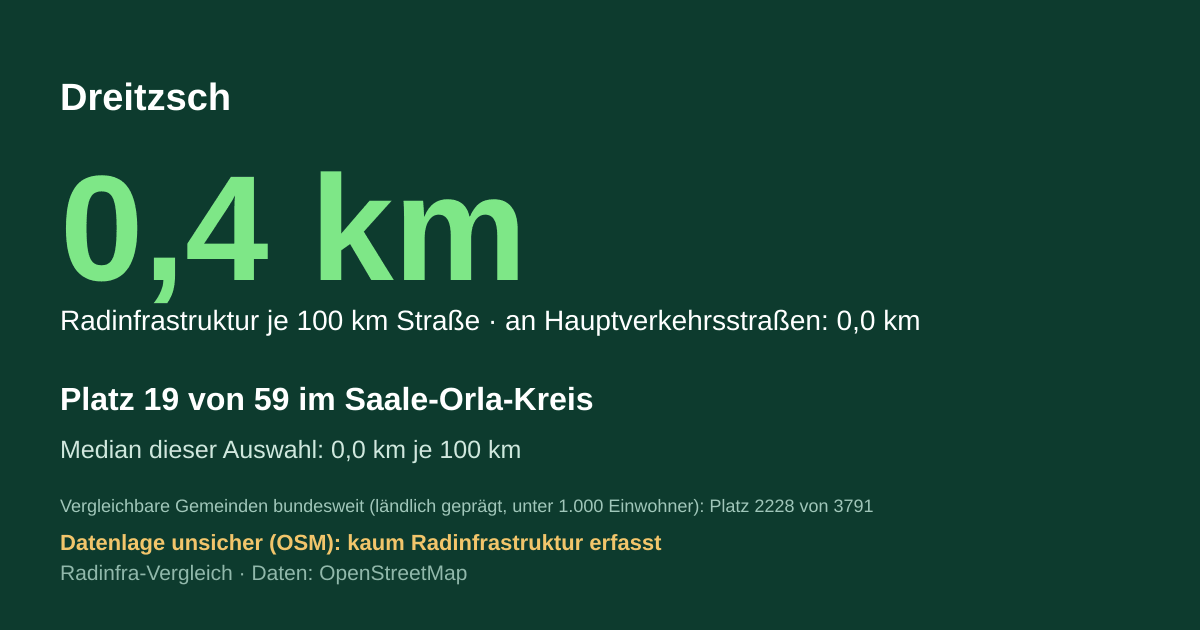 Dreitzsch
0,4 km
Radinfrastruktur je 100 km Straße · an Hauptverkehrsstraßen: 0,0 km
Platz 19 von 59 im Saale-Orla-Kreis
Median dieser Auswahl: 0,0 km je 100 km
Vergleichbare Gemeinden bundesweit (ländlich geprägt, unter 1.000 Einwohner): Platz 2228 von 3791
Datenlage unsicher (OSM): kaum Radinfrastruktur erfasst
Radinfra-Vergleich · Daten: OpenStreetMap